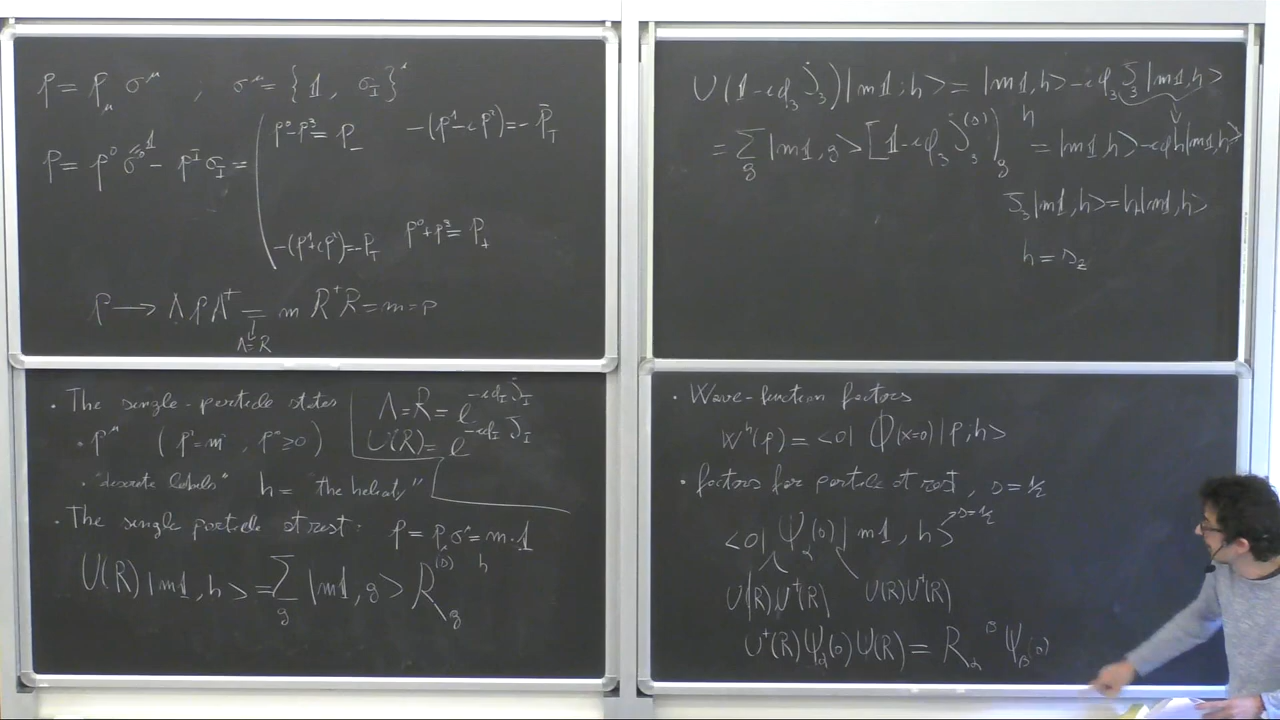 p = p_μ σ^μ , σ^μ = {1, σ_I}
p = p^0 σ^0 - p^I σ_I = ( p^0-p^3 = p_- -(p^1-ip^2) = -p̄_T
-(p^1+ip^2) = -p_T p^0+p^3 = p_+
p → Λ p Λ^† = m R^† R = m = p
Λ=R
U(1-iα_3 j_3)|m1;h> = |m1,h> - iα_3 J_3 |m1,h>
= Σ_g |m1,g> [1-iα_3 j_3^(s)]_g^h = |m1,h> - iαh|m1,h>
J_3|m1,h> = h|m1,h>
h = s_z
· The single-particle states
Λ=R = e^{-iα_I j_I}
U(R) = e^{-iα_I J_I}
· p^μ (p^2=m^2, p^0≥0)
· "discrete labels" h = "the helicity"
· The single particle at rest: p = p_μ σ^μ = m·1
U(R)|m1,h> = Σ_g |m1,g> R^(s)_g^h
· Wave-function factors
W^h(p) = <0| Φ(x=0)|p;h>
· factors for particle at rest, s=1/2
<0| ψ_α(0)|m1,h> s=1/2
U(R)U^†(R) U(R)U^†(R)
U^†(R) ψ_α(0) U(R) = R_α^β ψ_β(0)